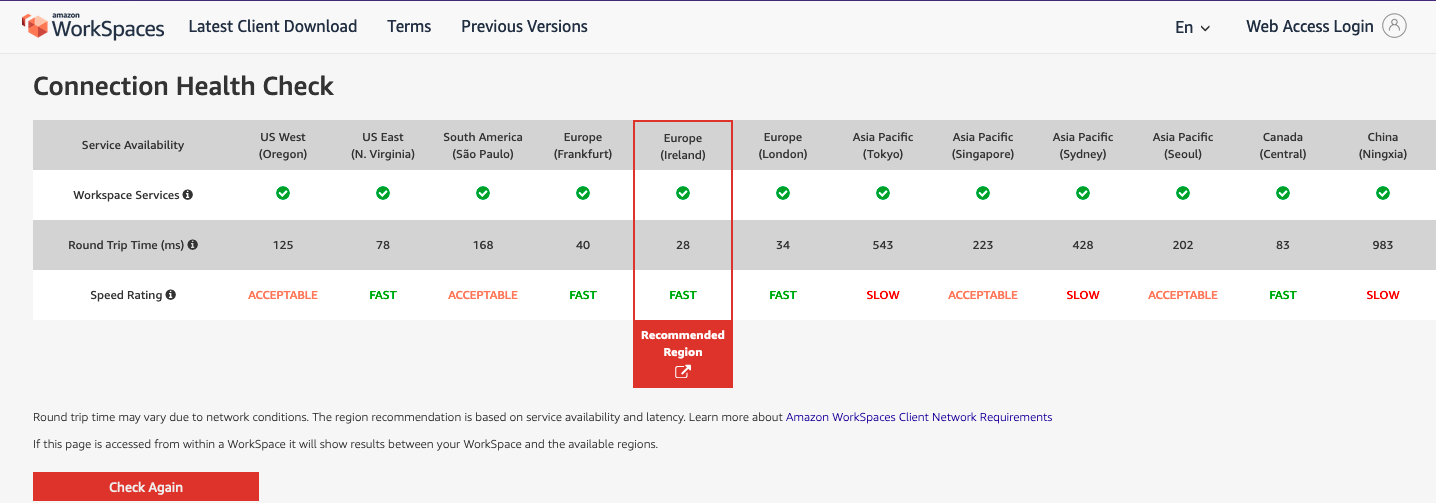 amazon
WorkSpaces
Latest Client Download
Terms
Previous Versions
En
Web Access Login
Connection Health Check
Service Availability
US West
(Oregon)
US East
(N. Virginia)
South America
(São Paulo)
Europe
(Frankfurt)
Europe
(Ireland)
Europe
(London)
Asia Pacific
(Tokyo)
Asia Pacific
(Singapore)
Asia Pacific
(Sydney)
Asia Pacific
(Seoul)
Canada
(Central)
China
(Ningxia)
Workspace Services
Round Trip Time (ms) 125 78 168 40 28 34 543 223 428 202 83 983
Speed Rating ACCEPTABLE FAST ACCEPTABLE FAST FAST FAST SLOW ACCEPTABLE SLOW ACCEPTABLE FAST SLOW
Recommended
Region
Round trip time may vary due to network conditions. The region recommendation is based on service availability and latency. Learn more about Amazon WorkSpaces Client Network Requirements
If this page is accessed from within a WorkSpace it will show results between your WorkSpace and the available regions.
Check Again